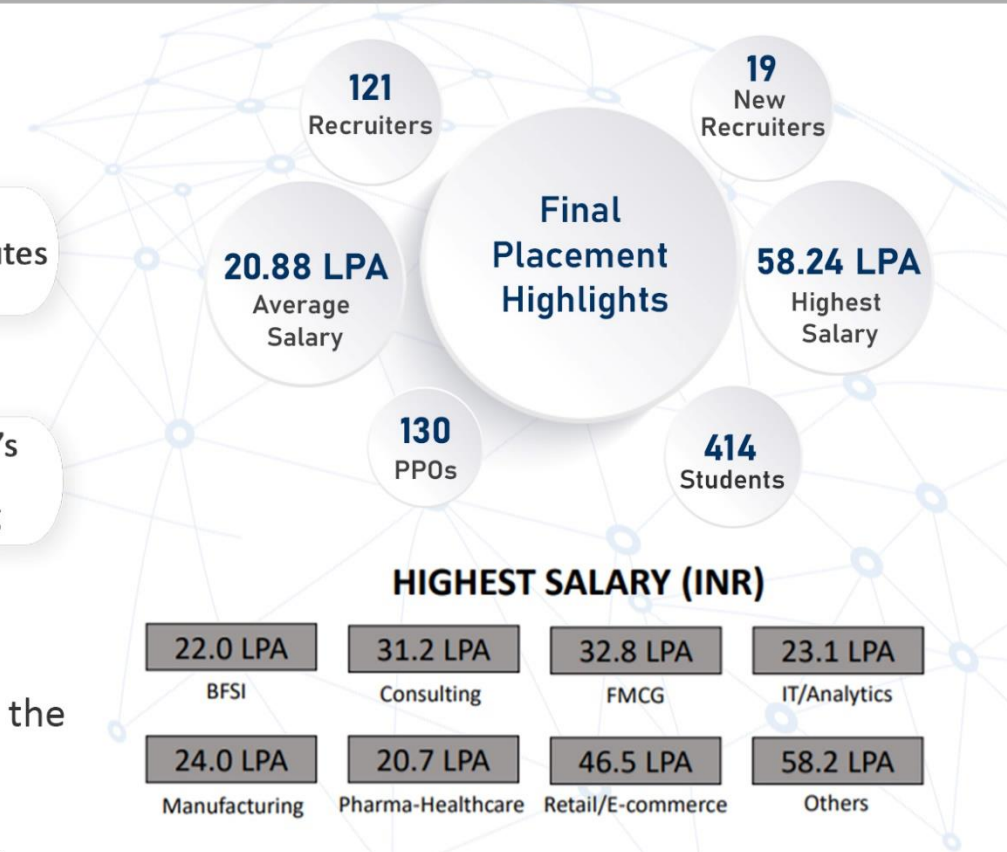 121
Recruiters
19
New
Recruiters
Final
Placement
Highlights
20.88 LPA
Average
Salary
58.24 LPA
Highest
Salary
130
PPOs
414
Students
's
the
HIGHEST SALARY (INR)
22.0 LPA
31.2 LPA
32.8 LPA
23.1 LPA
BFSI
Consulting
FMCG
IT/Analytics
24.0 LPA
20.7 LPA
46.5 LPA
58.2 LPA
Manufacturing
Pharma-Healthcare
Retail/E-commerce
Others